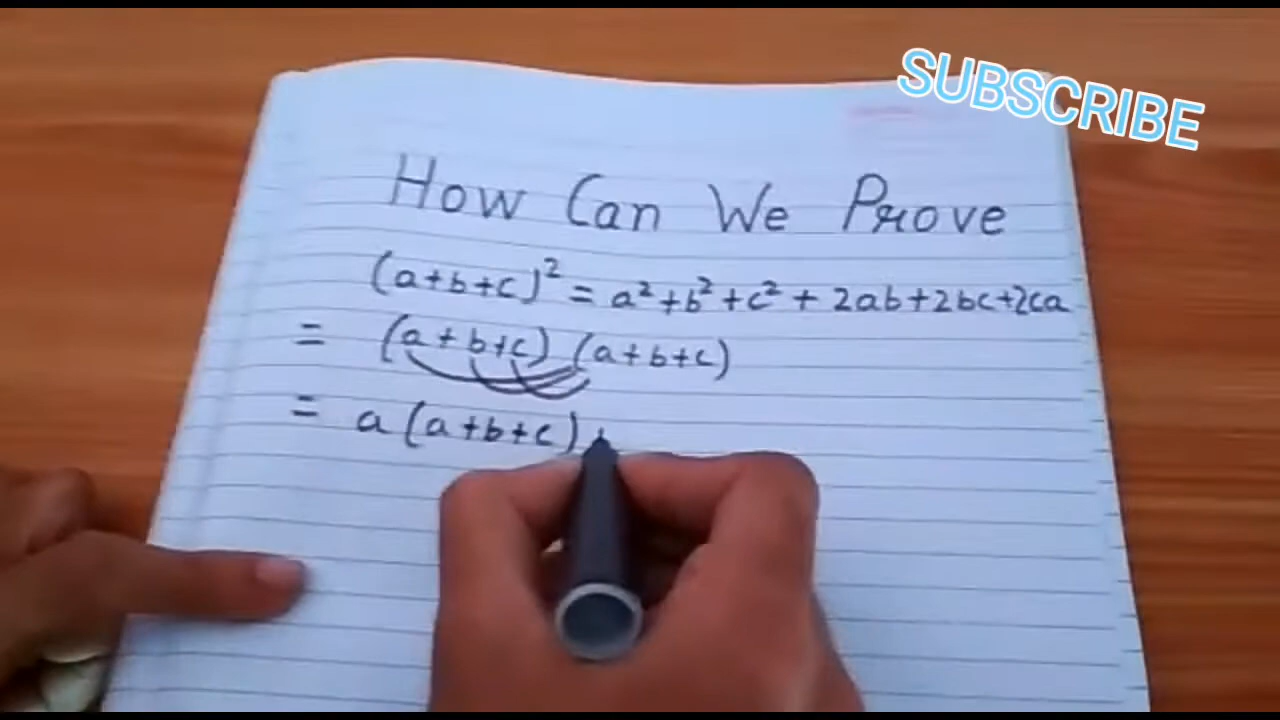 SUBSCRIBE
How Can We Prove
(a+b+c)² = a²+b²+c² + 2ab+2bc+2ca
= (a+b+c) (a+b+c)
= a(a+b+c) +